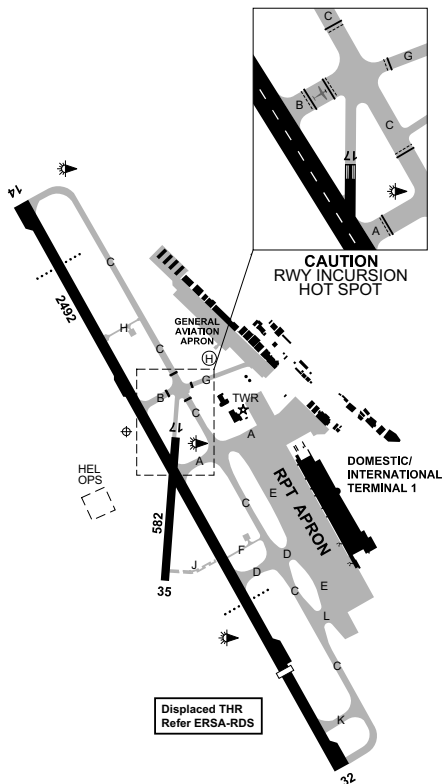 C
G
B
C
17
A
CAUTION
RWY INCURSION
HOT SPOT
14
C
2492
H
GENERAL
AVIATION
APRON
C
H
G
B
C
TWR
17
A
A
DOMESTIC/
INTERNATIONAL
TERMINAL 1
HEL
OPS
RPT APRON
E
C
582
F
D
J
D
E
C
35
L
C
Displaced THR
Refer ERSA-RDS
K
32